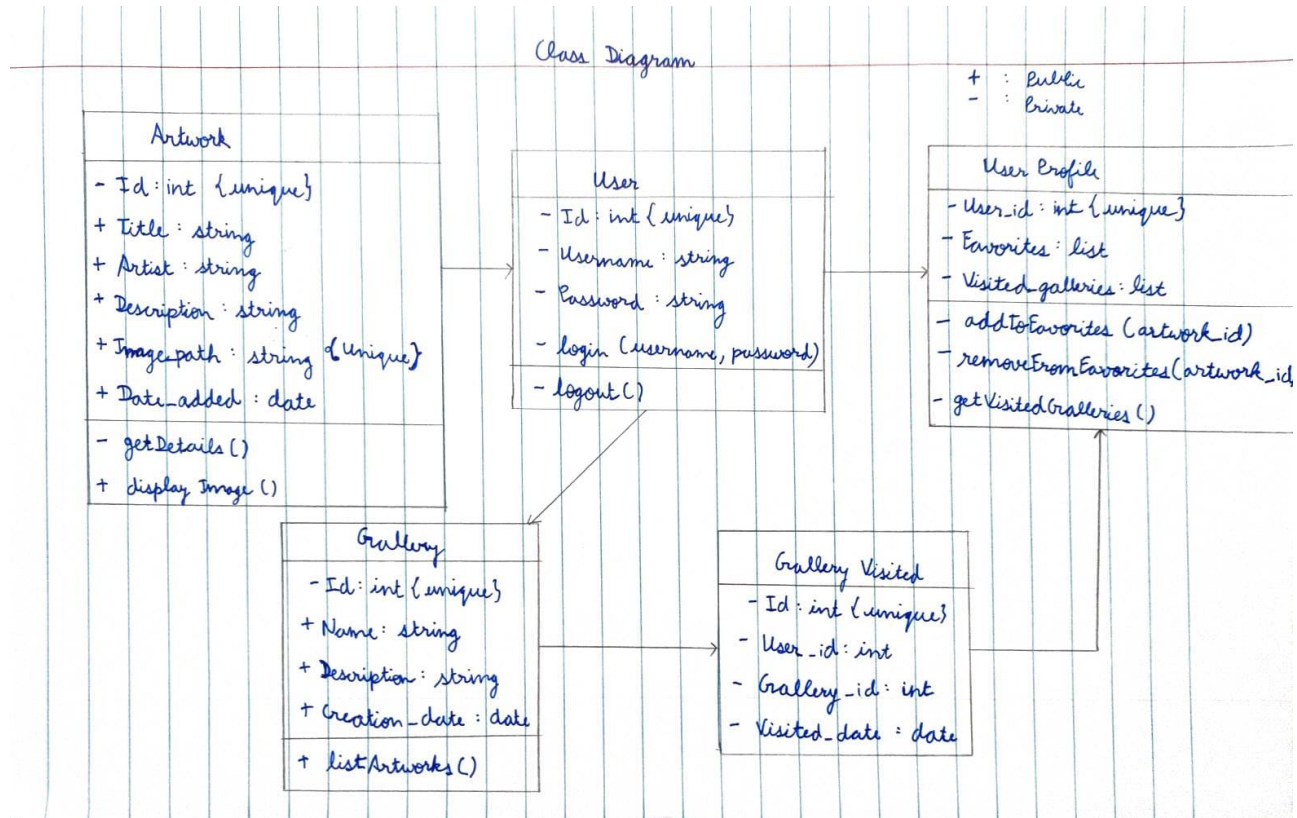 Class Diagram
+ : Public
- : Private
Artwork
- Id : int {unique}
+ Title : string
+ Artist : string
+ Description : string
+ Image_path : string {Unique}
+ Date_added : date
- getDetails()
+ display Image ()
User
- Id : int {unique}
- Username : string
- Password : string
- login (username, password)
- logout()
User Profile
- User_id : int {unique}
- Favorites : list
- Visited_galleries : list
- addToFavorites (artwork_id)
- removeFromFavorites(artwork_id)
- getVisitedGalleries ()
Gallery
- Id : int {unique}
+ Name : string
+ Description : string
+ Creation_date : date
+ listArtworks()
Gallery Visited
- Id : int {unique}
- User_id : int
- Gallery_id : int
- Visited_date : date